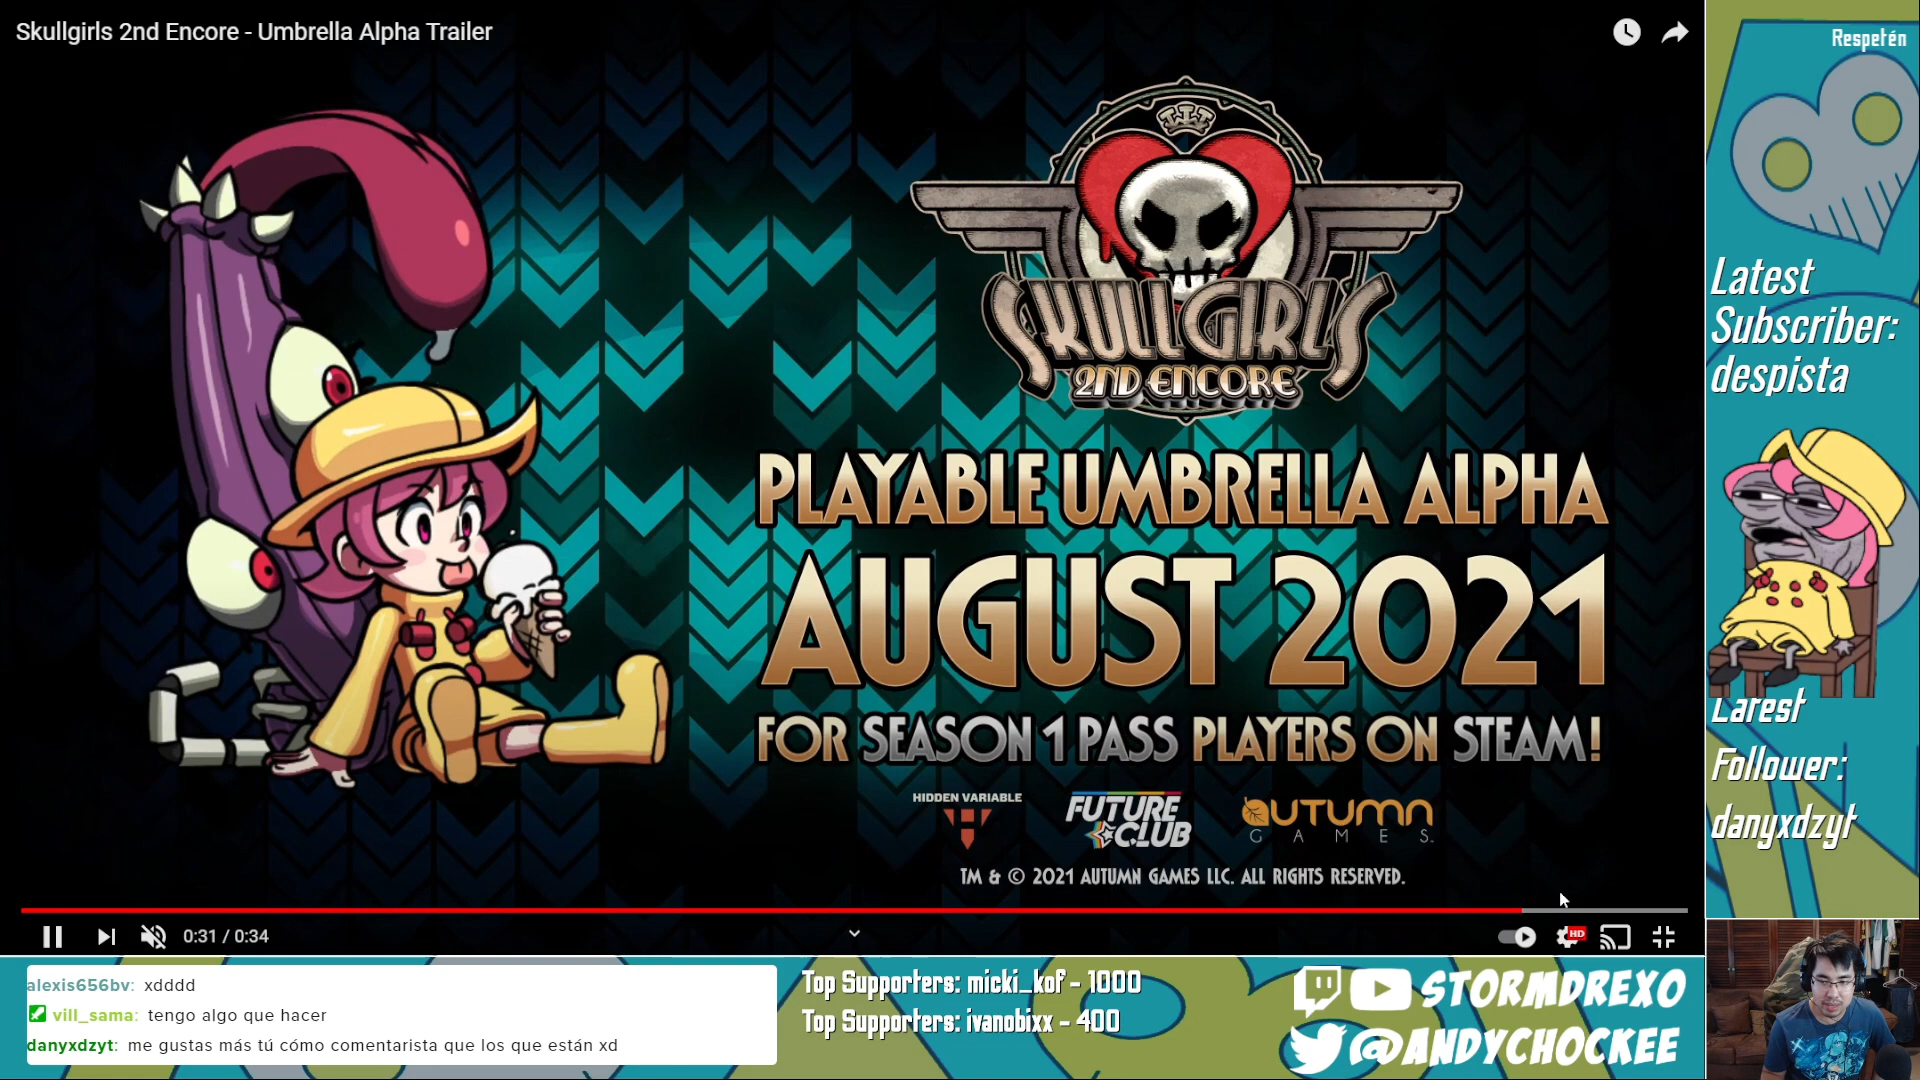 Skullgirls 2nd Encore - Umbrella Alpha Trailer
SKULLGIRLS
2ND ENCORE
PLAYABLE UMBRELLA ALPHA
AUGUST 2021
FOR SEASON 1 PASS PLAYERS ON STEAM!
HIDDEN VARIABLE
FUTURE CLUB
AUTUMN GAMES
TM & © 2021 AUTUMN GAMES LLC. ALL RIGHTS RESERVED.
0:31 / 0:34
HD
Respetén
Latest
Subscriber:
despista
Latest
Follower:
danyxdzyt
alexis656bv: xdddd
vill_sama: tengo algo que hacer
danyxdzyt: me gustas más tú cómo comentarista que los que están xd
Top Supporters: micki_kof - 1000
Top Supporters: ivanobixx - 400
STORMDREXO
@ANDYCHOCKEE